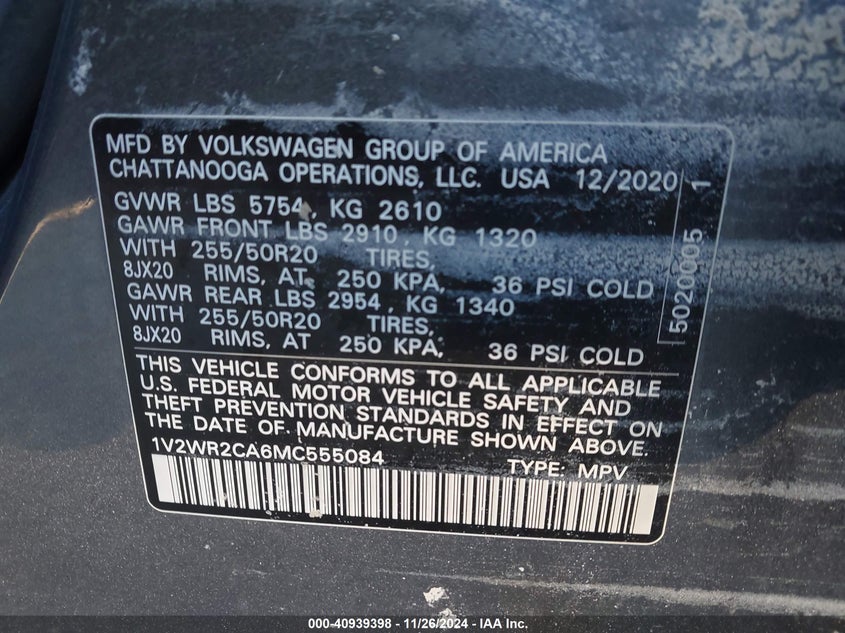 MFD BY VOLKSWAGEN GROUP OF AMERICA
CHATTANOOGA OPERATIONS, LLC. USA 12/2020
GVWR LBS 5754, KG 2610
GAWR FRONT LBS 2910, KG 1320
WITH 255/50R20 TIRES,
8JX20 RIMS, AT 250 KPA, 36 PSI COLD
GAWR REAR LBS 2954, KG 1340
WITH 255/50R20 TIRES,
8JX20 RIMS, AT 250 KPA, 36 PSI COLD
5020005 1
THIS VEHICLE CONFORMS TO ALL APPLICABLE
U.S. FEDERAL MOTOR VEHICLE SAFETY AND
THEFT PREVENTION STANDARDS IN EFFECT ON
THE DATE OF MANUFACTURE SHOWN ABOVE.
1V2WR2CA6MC555084 TYPE: MPV
000-40939398 - 11/26/2024 - IAA Inc.